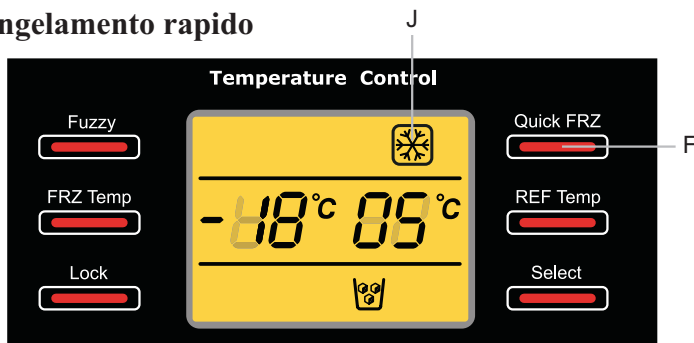 ngelamento rapido
J
Temperature Control
Fuzzy
Quick FRZ
F
FRZ Temp
-18°C 05°C
REF Temp
Lock
Select